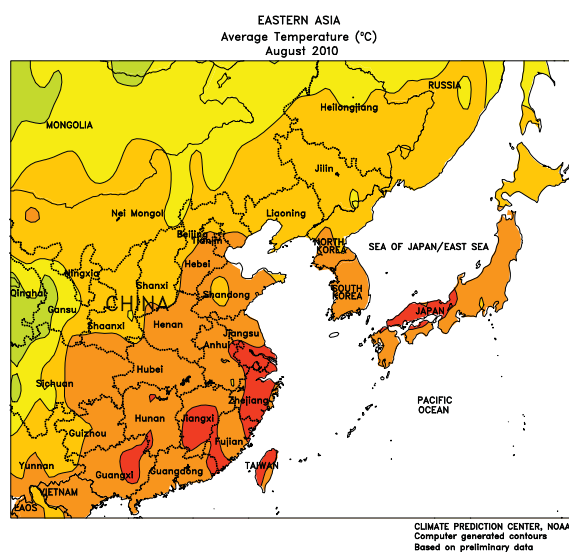 EASTERN ASIA
Average Temperature (°C)
August 2010
RUSSIA
Heilongjiang
MONGOLIA
Jilin
Nei Mongol
Liaoning
Beijing
Tianjin
NORTH
KOREA
SEA OF JAPAN/EAST SEA
Hebei
Ningxia
Shanxi
Qinghai
Shandong
SOUTH
KOREA
CHINA
Gansu
JAPAN
Shaanxi
Henan
Jiangsu
Anhui
Hubei
Sichuan
Zhejiang
PACIFIC
OCEAN
Hunan
Jiangxi
Guizhou
Fujian
Yunnan
TAIWAN
Guangxi
Guangdong
VIETNAM
LAOS
CLIMATE PREDICTION CENTER, NOAA
Computer generated contours
Based on preliminary data